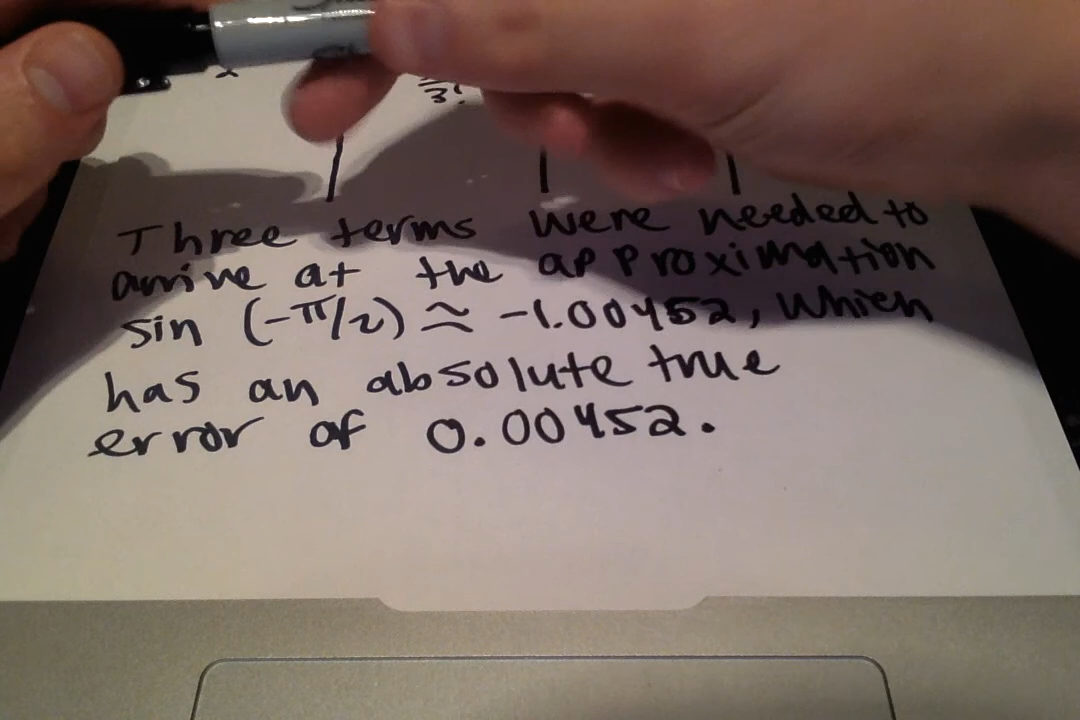 x
3!
Three terms were needed to
arrive at the approximation
sin (-π/2) ≈ -1.00452, which
has an absolute true
error of 0.00452.